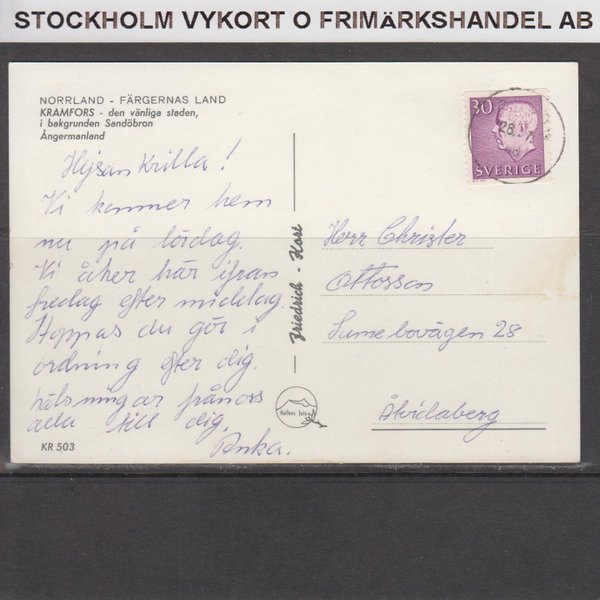 STOCKHOLM VYKORT O FRIMÄRKSHANDEL AB
NORRLAND - FÄRGERNAS LAND
KRAMFORS - den vänliga staden,
i bakgrunden Sandöbron
Ångermanland
Hejsan Krilla!
Vi kommer hem
nu på lördag.
Vi åker här ifrån
fredag efter middag.
Hoppas du gör i
ordning efter dig.
hälsningar från oss
alla till dig.
Anka.
KR 503
Friedrich - Kort
30
SVERIGE
Herr Christer
Ottosson
Sunnebovägen 28
Åtvidaberg